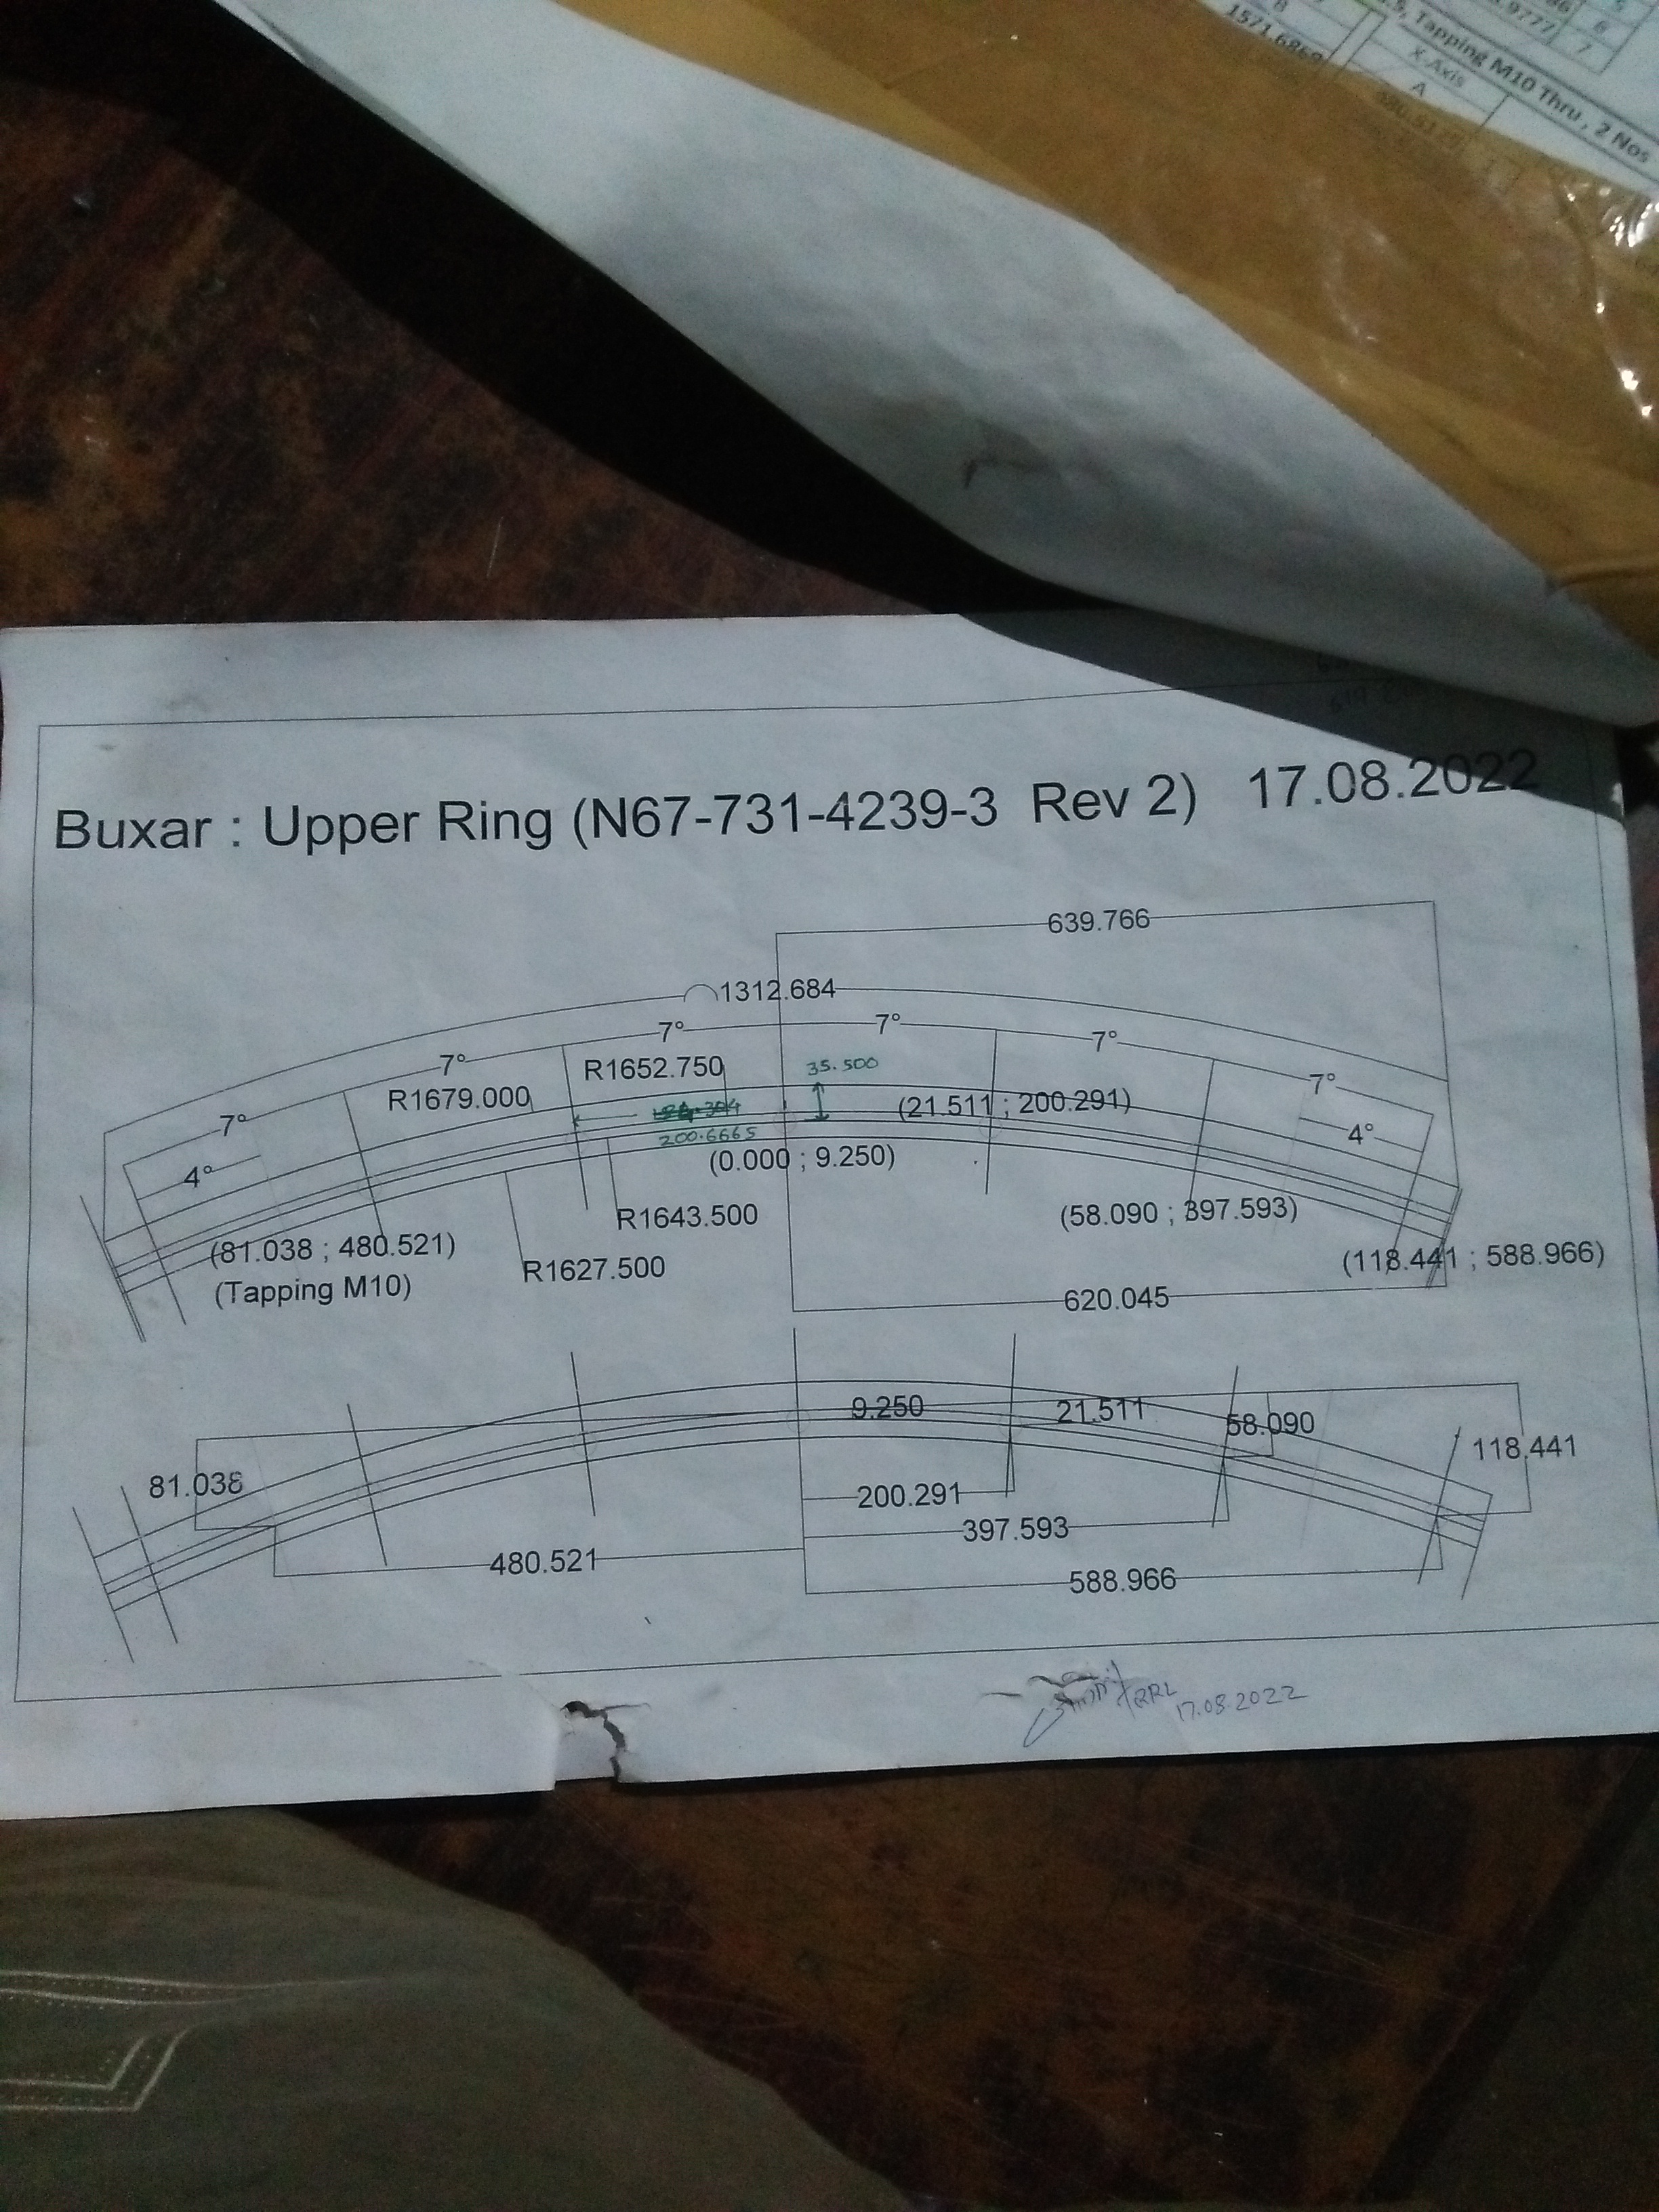 1571.6869
, Tapping M10 Thru , 2 Nos
X-Axis
A
6
7
8
Buxar : Upper Ring (N67-731-4239-3 Rev 2) 17.08.2022
639.766
1312.684
7° 7°
7° 7°
7° 7°
R1679.000 R1652.750 35.500
(21.511 ; 200.291)
200.6665
4° 4°
(0.000 ; 9.250)
R1643.500 (58.090 ; 397.593)
(81.038 ; 480.521) R1627.500 (118.441 ; 588.966)
(Tapping M10)
620.045
9.250 21.511 58.090
81.038 118.441
200.291
397.593
480.521
588.966
RRL
17.08.2022